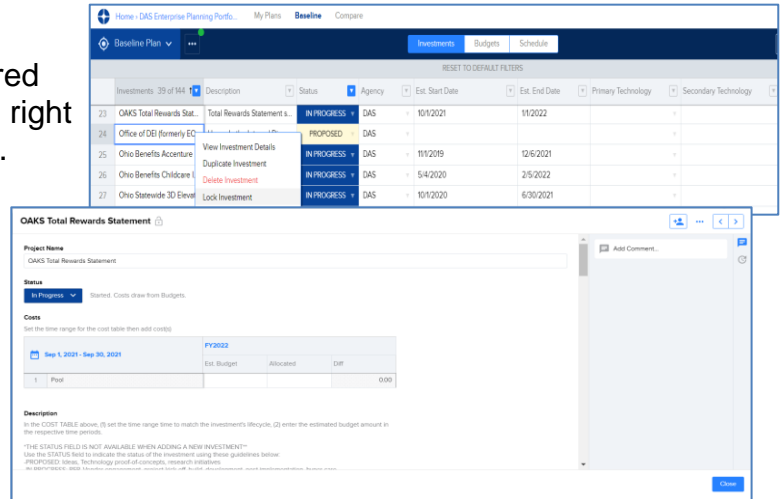 red
right
.
Home › DAS Enterprise Planning Portfo... My Plans Baseline Compare
Baseline Plan ...
Investments Budgets Schedule
RESET TO DEFAULT FILTERS
Investments 39 of 144 Description Status Agency Est. Start Date Est. End Date Primary Technology Secondary Technology
23 OAKS Total Rewards Stat... Total Rewards Statement s... IN PROGRESS DAS 10/1/2021 1/1/2022
24 Office of DEI (formerly EO PROPOSED DAS
25 Ohio Benefits Accenture IN PROGRESS DAS 11/1/2019 12/6/2021
26 Ohio Benefits Childcare I IN PROGRESS DAS 5/4/2020 2/5/2022
27 Ohio Statewide 3D Elevat IN PROGRESS DAS 10/1/2020 6/30/2021
View Investment Details
Duplicate Investment
Delete Investment
Lock Investment
OAKS Total Rewards Statement ...
Project Name
OAKS Total Rewards Statement
Add Comment...
Status
In Progress Started. Costs draw from Budgets.
Costs
Set the time range for the cost table then add cost(s)
Sep 1, 2021 - Sep 30, 2021 FY2022
Est. Budget Allocated Diff
1 Pool 0.00
Description
In the COST TABLE above, (1) set the time range time to match the investment's lifecycle, (2) enter the estimated budget amount in
the respective time periods.
*THE STATUS FIELD IS NOT AVAILABLE WHEN ADDING A NEW INVESTMENT**
Use the STATUS field to indicate the status of the investment using these guidelines below:
-PROPOSED: Ideas, Technology proof-of-concepts, research initiatives
Close